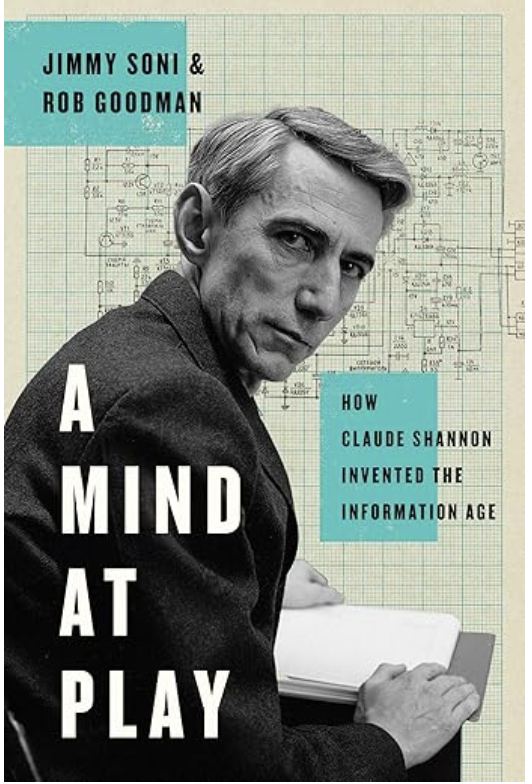 JIMMY SONI &
ROB GOODMAN
A
MIND
AT
PLAY
HOW
CLAUDE SHANNON
INVENTED THE
INFORMATION AGE